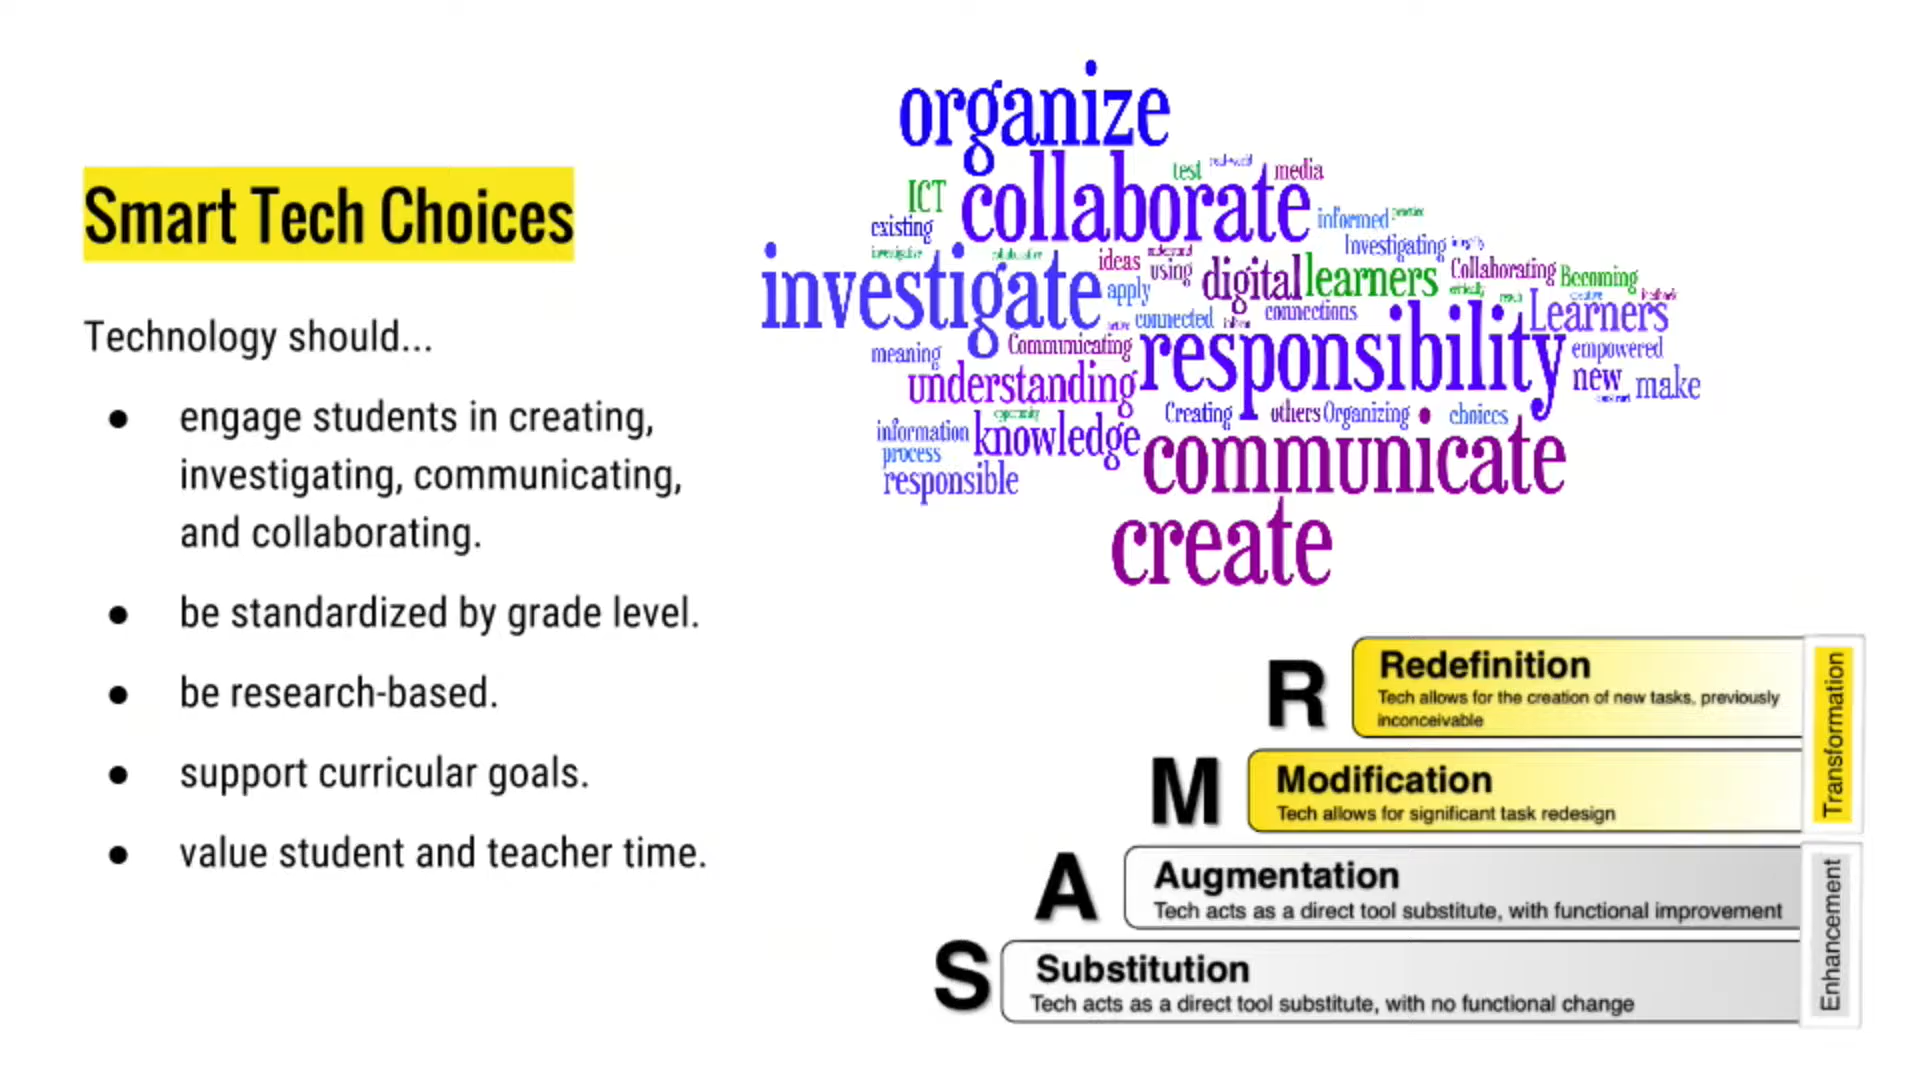 Smart Tech Choices
Technology should...
● engage students in creating,
investigating, communicating,
and collaborating.
● be standardized by grade level.
● be research-based.
● support curricular goals.
● value student and teacher time.
organize
test real-world media
ICT collaborate
existing informed practice
Investigating
investigate ideas using digital learners Collaborating Becoming
apply
connected connections Learners
meaning Communicating responsibility empowered
understanding new make
Creating others Organizing choices
information knowledge
process
responsible communicate
create
R Redefinition
Tech allows for the creation of new tasks, previously
inconceivable
M Modification
Tech allows for significant task redesign
Transformation
A Augmentation
Tech acts as a direct tool substitute, with functional improvement
S Substitution
Tech acts as a direct tool substitute, with no functional change
Enhancement